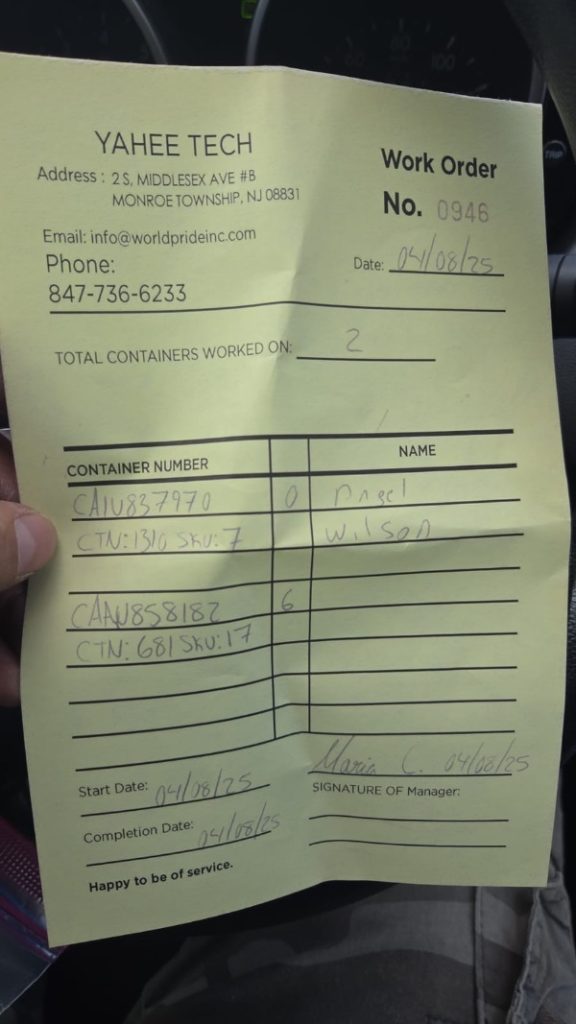 YAHEE TECH
Address : 2 S, MIDDLESEX AVE #B
MONROE TOWNSHIP, NJ 08831
Work Order
No. 0946
Email: info@worldprideinc.com
Date: 04/08/25
Phone:
847-736-6233
TOTAL CONTAINERS WORKED ON: 2
CONTAINER NUMBER NAME
CAIU837970 0 Angel
CTN: 1310 SKU: 7 Wilson
CAAU858182 6
CTN: 681 SKU: 17
Maria C. 04/08/25
Start Date: 04/08/25
SIGNATURE OF Manager:
Completion Date: 04/08/25
Happy to be of service.
TRIP